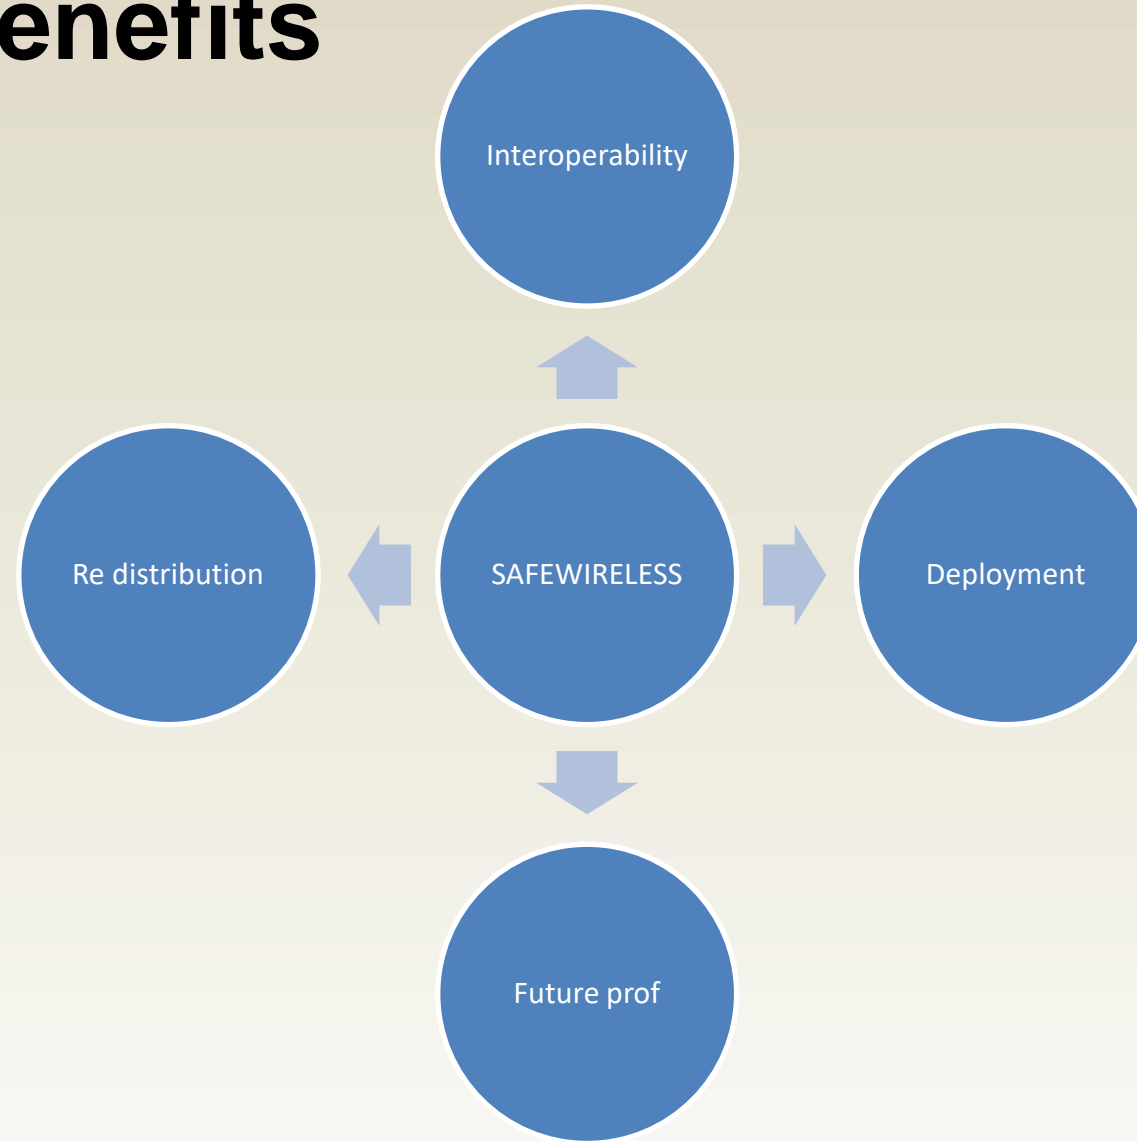 enefits
Interoperability
Re distribution
SAFEWIRELESS
Deployment
Future prof